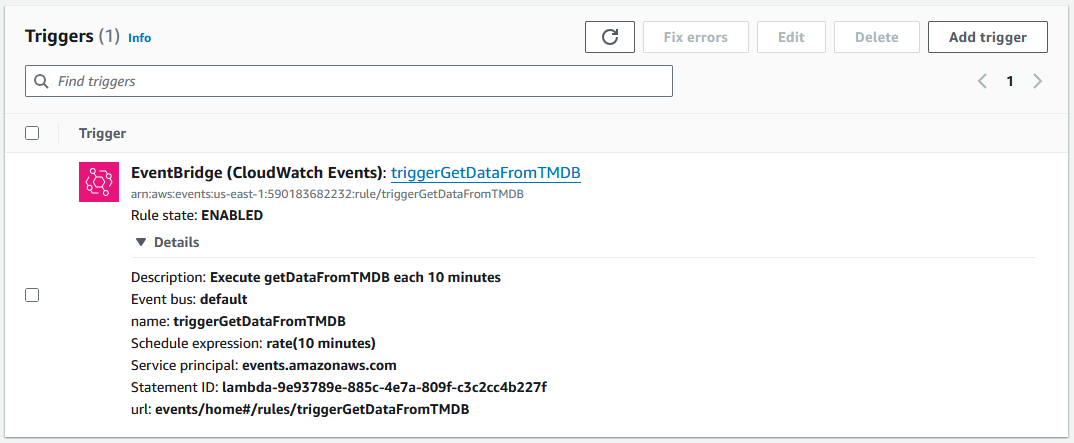 Triggers (1) Info
Fix errors
Edit
Delete
Add trigger
Find triggers
1
Trigger
EventBridge (CloudWatch Events): triggerGetDataFromTMDB
arn:aws:events:us-east-1:590183682232:rule/triggerGetDataFromTMDB
Rule state: ENABLED
Details
Description: Execute getDataFromTMDB each 10 minutes
Event bus: default
name: triggerGetDataFromTMDB
Schedule expression: rate(10 minutes)
Service principal: events.amazonaws.com
Statement ID: lambda-9e93789e-885c-4e7a-809f-c3c2cc4b227f
url: events/home#/rules/triggerGetDataFromTMDB